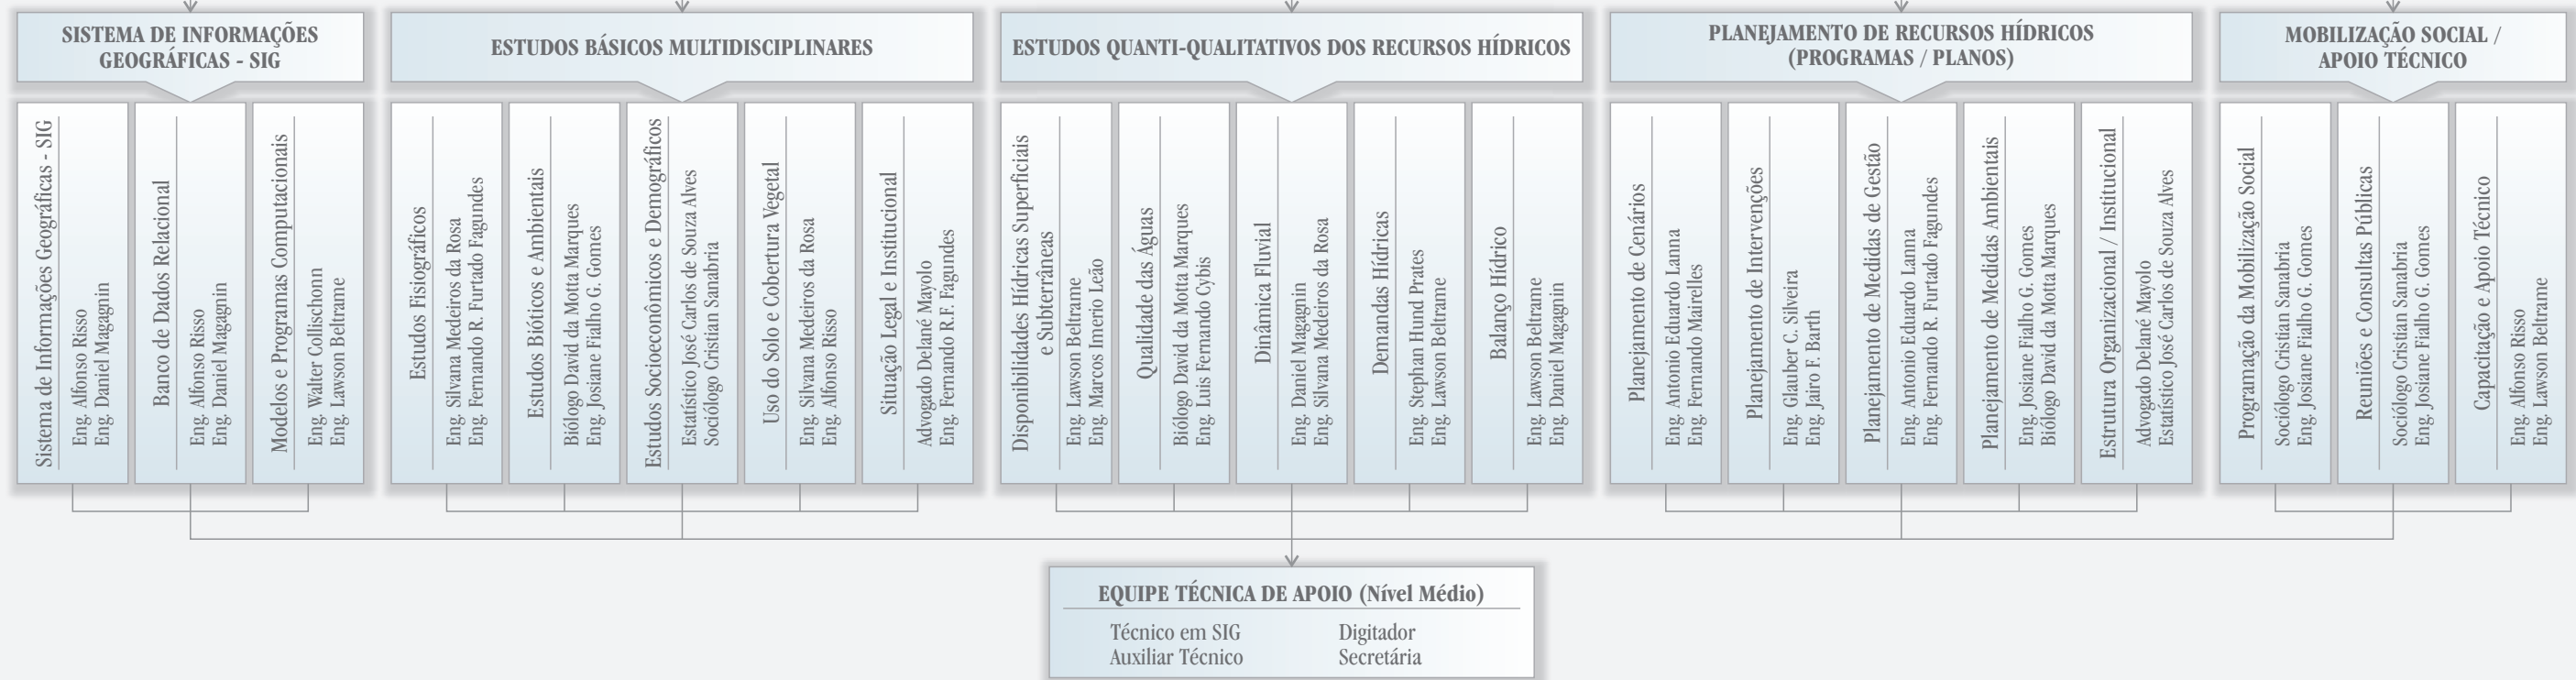 SISTEMA DE INFORMAÇÕES
GEOGRÁFICAS - SIG
Sistema de Informações Geográficas - SIG
Eng. Alfonso Risso
Eng. Daniel Magagnin
Banco de Dados Relacional
Eng. Alfonso Risso
Eng. Daniel Magagnin
Modelos e Programas Computacionais
Eng. Walter Collischonn
Eng. Lawson Beltrame
ESTUDOS BÁSICOS MULTIDISCIPLINARES
Estudos Fisiográficos
Eng. Silvana Medeiros da Rosa
Eng. Fernando R. Furtado Fagundes
Estudos Bióticos e Ambientais
Biólogo David da Motta Marques
Eng. Josiane Fialho G. Gomes
Estudos Socioeconômicos e Demográficos
Estatístico José Carlos de Souza Alves
Sociólogo Cristian Sanabria
Uso do Solo e Cobertura Vegetal
Eng. Silvana Medeiros da Rosa
Eng. Alfonso Risso
Situação Legal e Institucional
Advogado Delané Mayolo
Eng. Fernando R.F. Fagundes
ESTUDOS QUANTI-QUALITATIVOS DOS RECURSOS HÍDRICOS
Disponibilidades Hídricas Superficiais
e Subterrâneas
Eng. Lawson Beltrame
Eng. Marcos Imerio Leão
Qualidade das Águas
Biólogo David da Motta Marques
Eng. Luis Fernando Cybis
Dinâmica Fluvial
Eng. Daniel Magagnin
Eng. Silvana Medeiros da Rosa
Demandas Hídricas
Eng. Stephan Hund Prates
Eng. Lawson Beltrame
Balanço Hídrico
Eng. Lawson Beltrame
Eng. Daniel Magagnin
PLANEJAMENTO DE RECURSOS HÍDRICOS
(PROGRAMAS / PLANOS)
Planejamento de Cenários
Eng. Antonio Eduardo Lanna
Eng. Fernando Mairelles
Planejamento de Intervenções
Eng. Glauber C. Silveira
Eng. Jairo F. Barth
Planejamento de Medidas de Gestão
Eng. Antonio Eduardo Lanna
Eng. Fernando R. Furtado Fagundes
Planejamento de Medidas Ambientais
Eng. Josiane Fialho G. Gomes
Biólogo David da Motta Marques
Estrutura Organizacional / Institucional
Advogado Delané Mayolo
Estatístico José Carlos de Souza Alves
MOBILIZAÇÃO SOCIAL /
APOIO TÉCNICO
Programação da Mobilização Social
Sociólogo Cristian Sanabria
Eng. Josiane Fialho G. Gomes
Reuniões e Consultas Públicas
Sociólogo Cristian Sanabria
Eng. Josiane Fialho G. Gomes
Capacitação e Apoio Técnico
Eng. Alfonso Risso
Eng. Lawson Beltrame
EQUIPE TÉCNICA DE APOIO (Nível Médio)
Técnico em SIG
Auxiliar Técnico
Digitador
Secretária